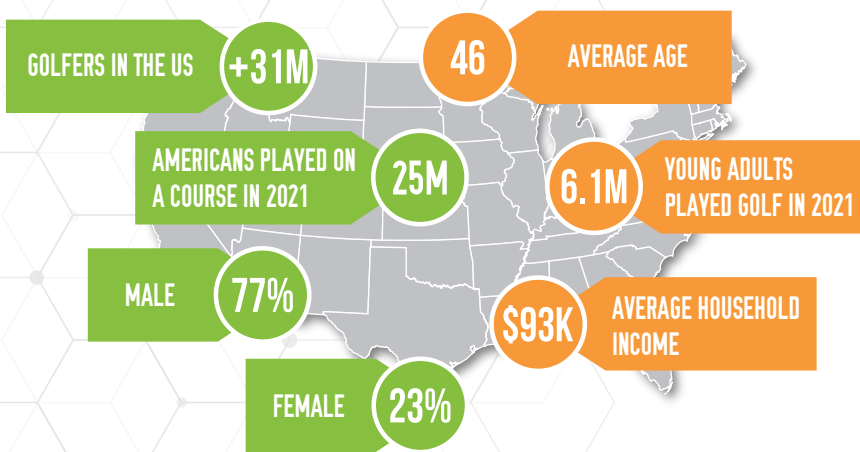 GOLFERS IN THE US
+31M
46
AVERAGE AGE
AMERICANS PLAYED ON
A COURSE IN 2021
25M
6.1M
YOUNG ADULTS
PLAYED GOLF IN 2021
MALE
77%
$93K
AVERAGE HOUSEHOLD
INCOME
FEMALE
23%